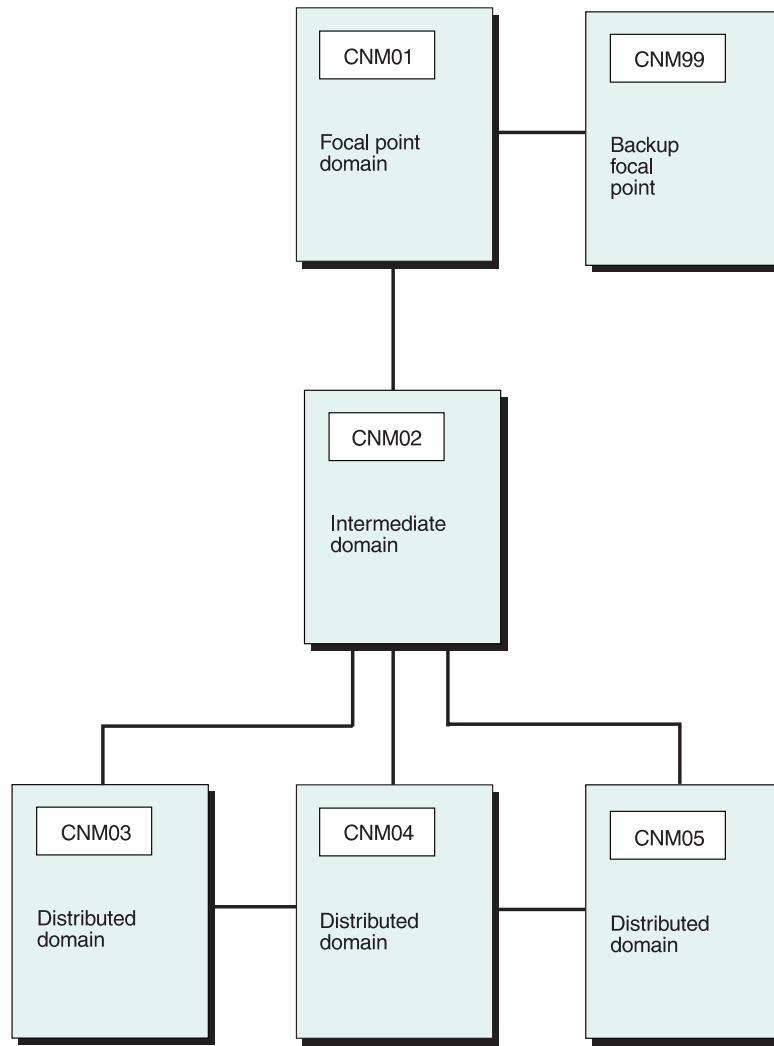 CNM01
Focal point
domain
CNM99
Backup
focal
point
CNM02
Intermediate
domain
CNM03
Distributed
domain
CNM04
Distributed
domain
CNM05
Distributed
domain